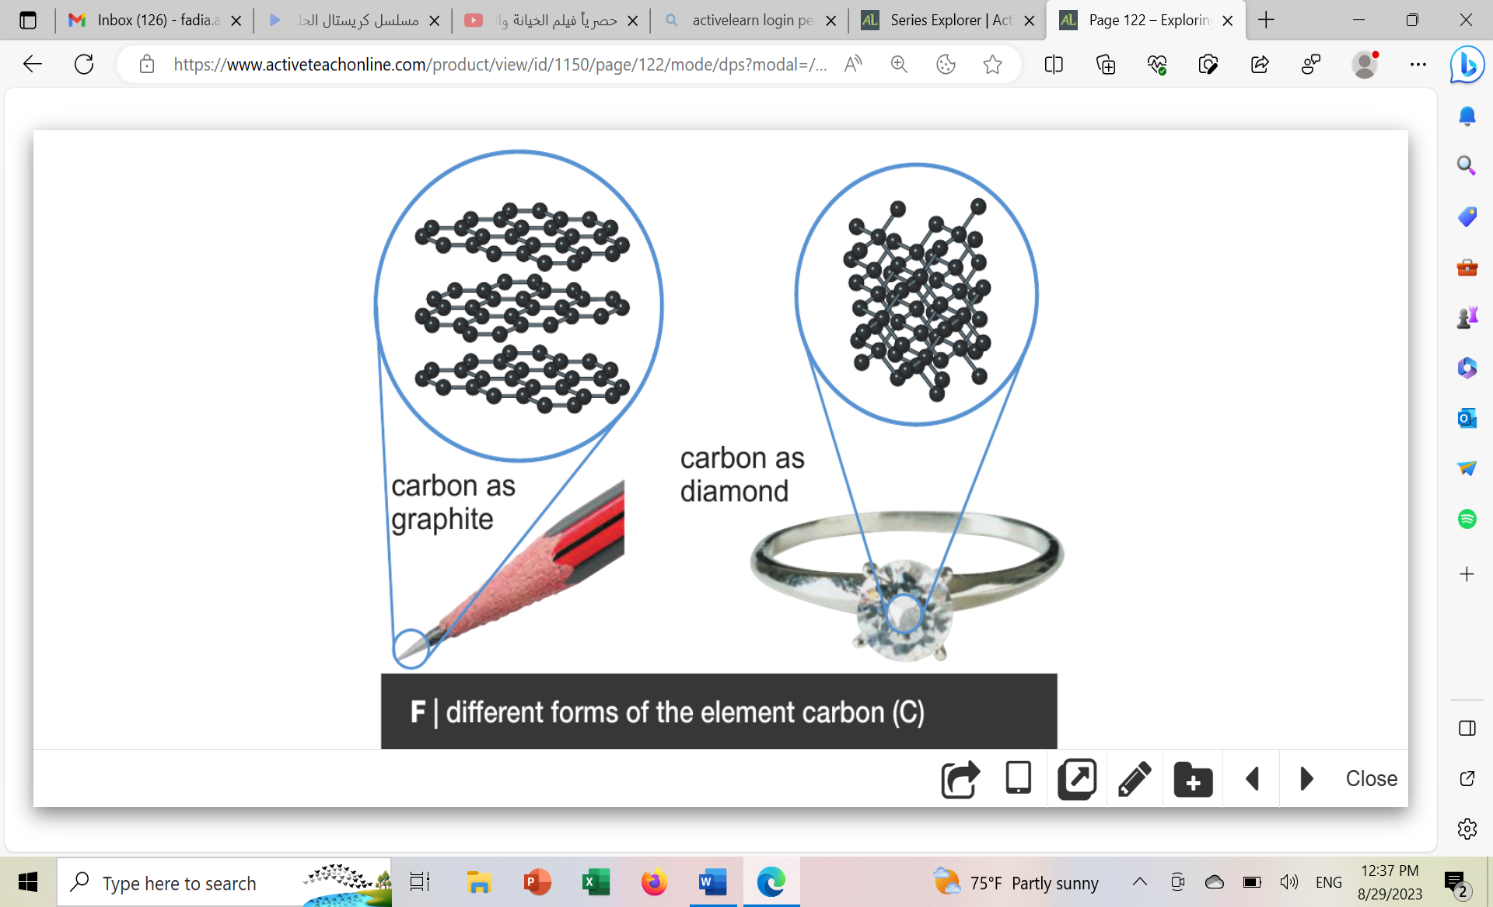 Inbox (126) - fadia.a
مسلسل كريستال الحل
حصرياً فيلم الخيانة وال
activelearn login pe
Series Explorer | Act
Page 122 – Explorin
https://www.activeteachonline.com/product/view/id/1150/page/122/mode/dps?modal=/...
carbon as
graphite
carbon as
diamond
F | different forms of the element carbon (C)
Close
Type here to search
75°F Partly sunny
ENG
12:37 PM
8/29/2023
2